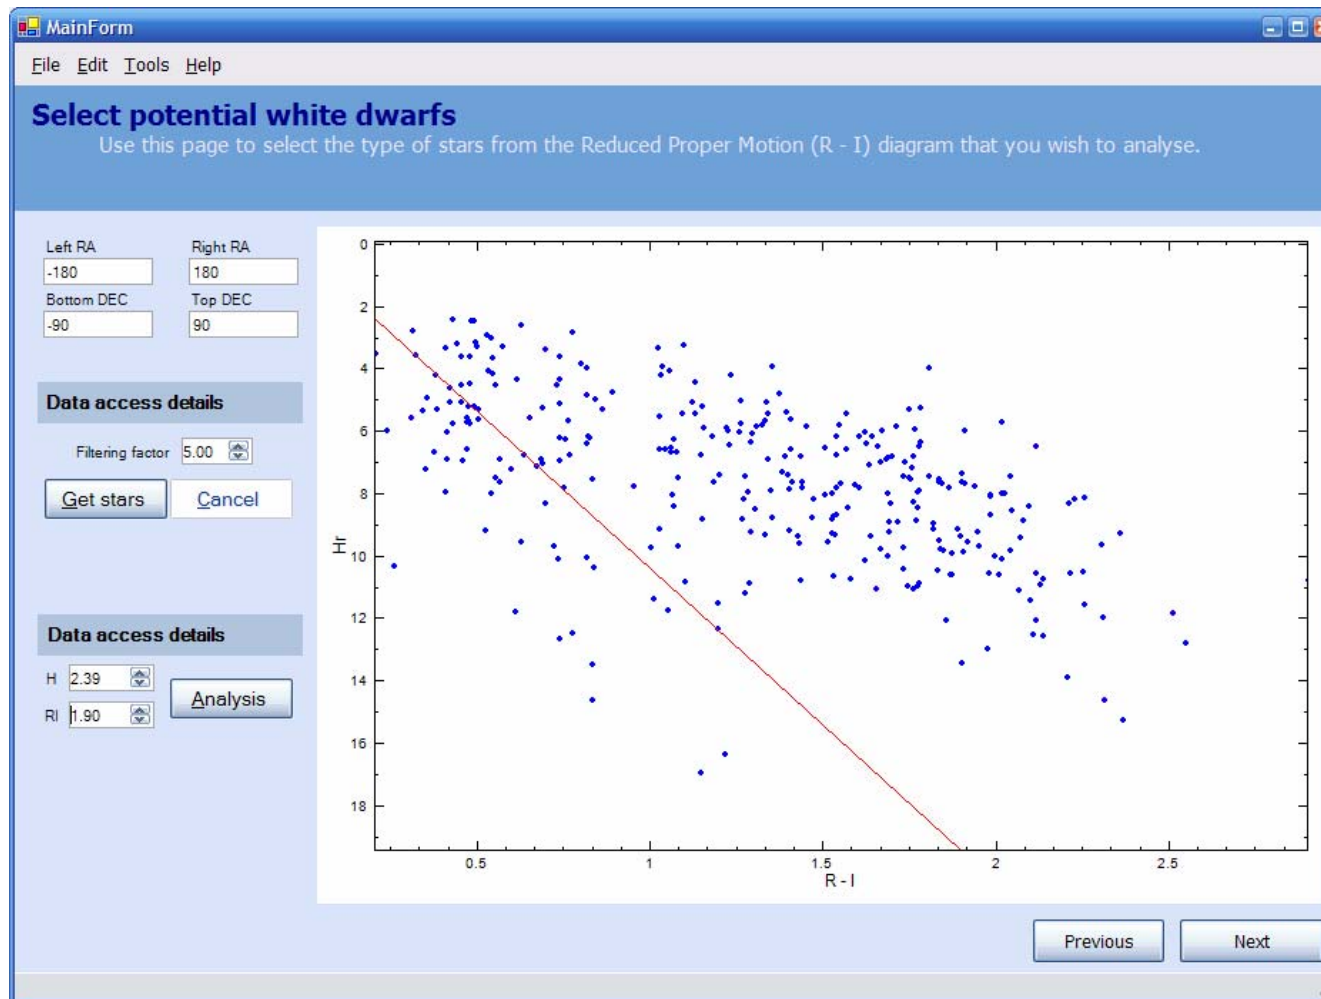 MainForm
File Edit Tools Help
Select potential white dwarfs
Use this page to select the type of stars from the Reduced Proper Motion (R - I) diagram that you wish to analyse.
Left RA Right RA
-180 180
Bottom DEC Top DEC
-90 90
Data access details
Filtering factor 5.00
Get stars Cancel
Data access details
H 2.39
RI 1.90
Analysis
0
2
4
6
8
10
12
14
16
18
Hr
0.5 1 1.5 2 2.5
R - I
Previous Next